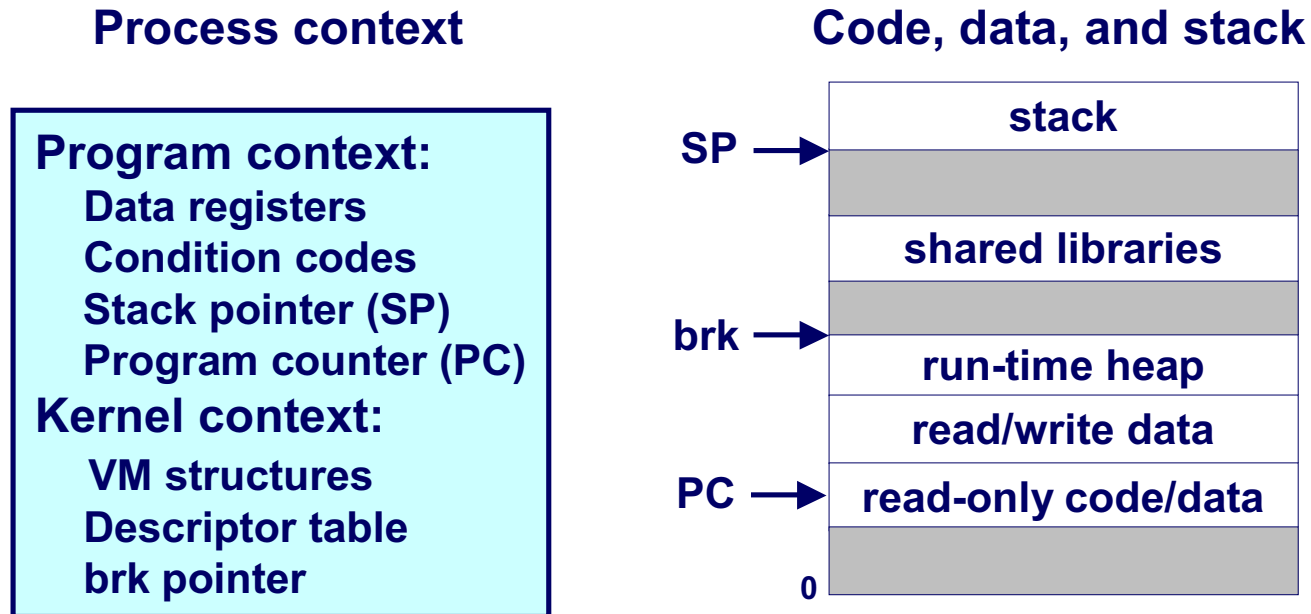 Process context
Program context:
Data registers
Condition codes
Stack pointer (SP)
Program counter (PC)
Kernel context:
VM structures
Descriptor table
brk pointer
Code, data, and stack
stack
SP
shared libraries
brk
run-time heap
read/write data
PC
read-only code/data
0